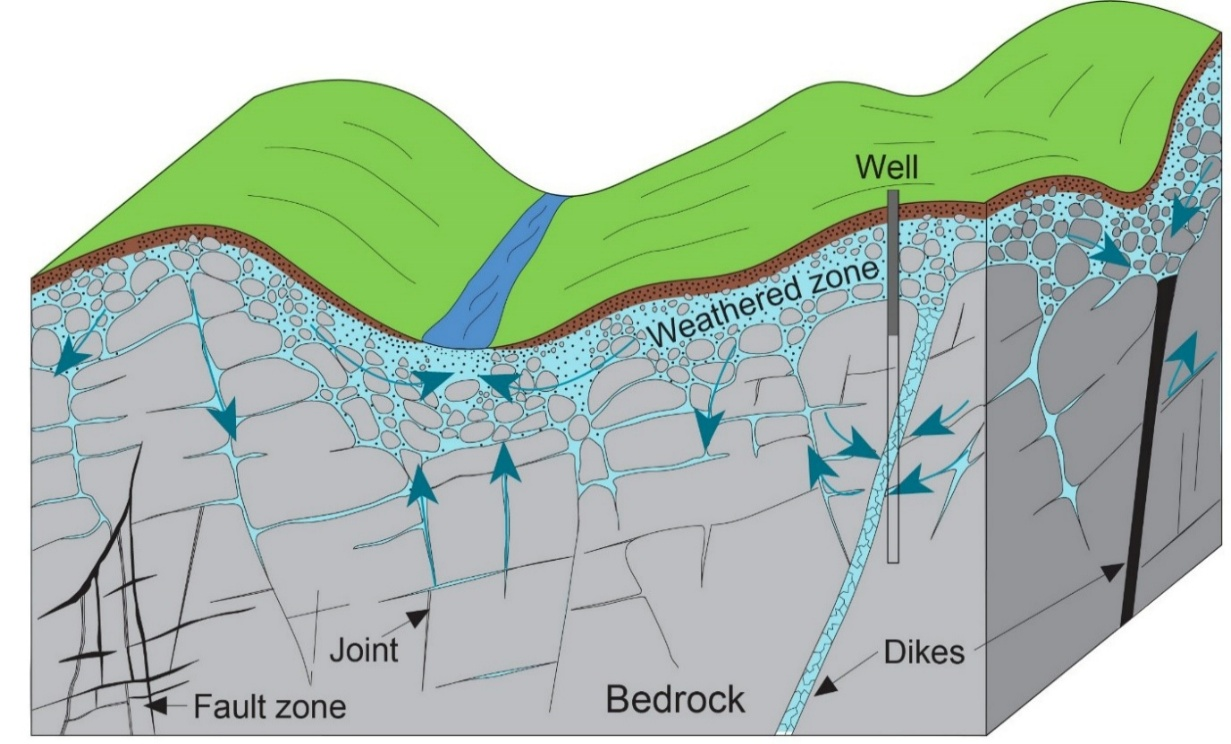 Well
Weathered zone
Joint
Dikes
Fault zone
Bedrock